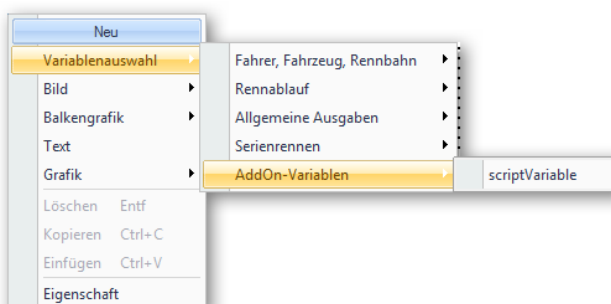 Neu
Variablenauswahl
Bild
Balkengrafik
Text
Grafik
Löschen Entf
Kopieren Ctrl+C
Einfügen Ctrl+V
Eigenschaft
Fahrer, Fahrzeug, Rennbahn
Rennablauf
Allgemeine Ausgaben
Serienrennen
AddOn-Variablen
scriptVariable